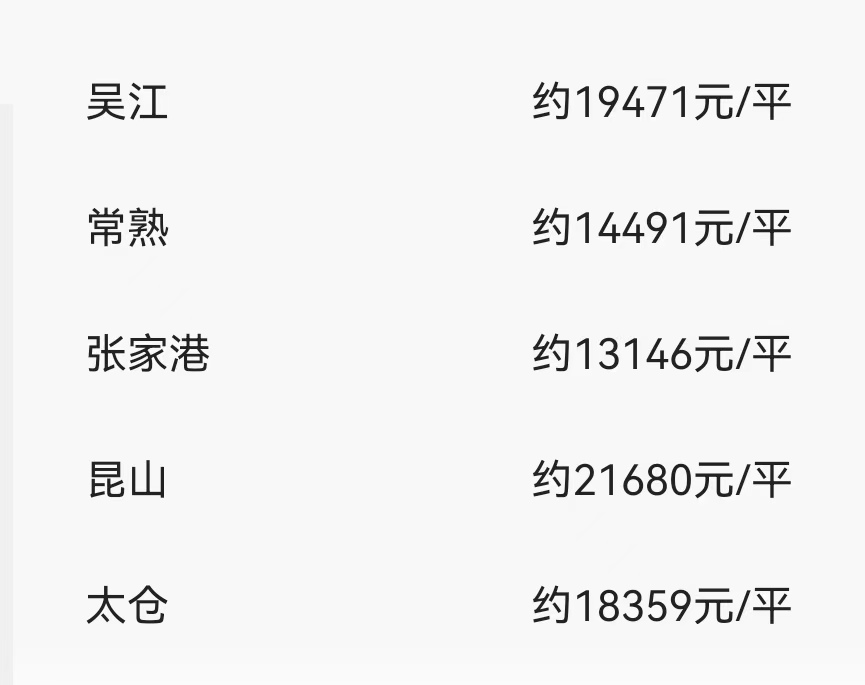 吴江 约19471元/平
常熟 约14491元/平
张家港 约13146元/平
昆山 约21680元/平
太仓 约18359元/平